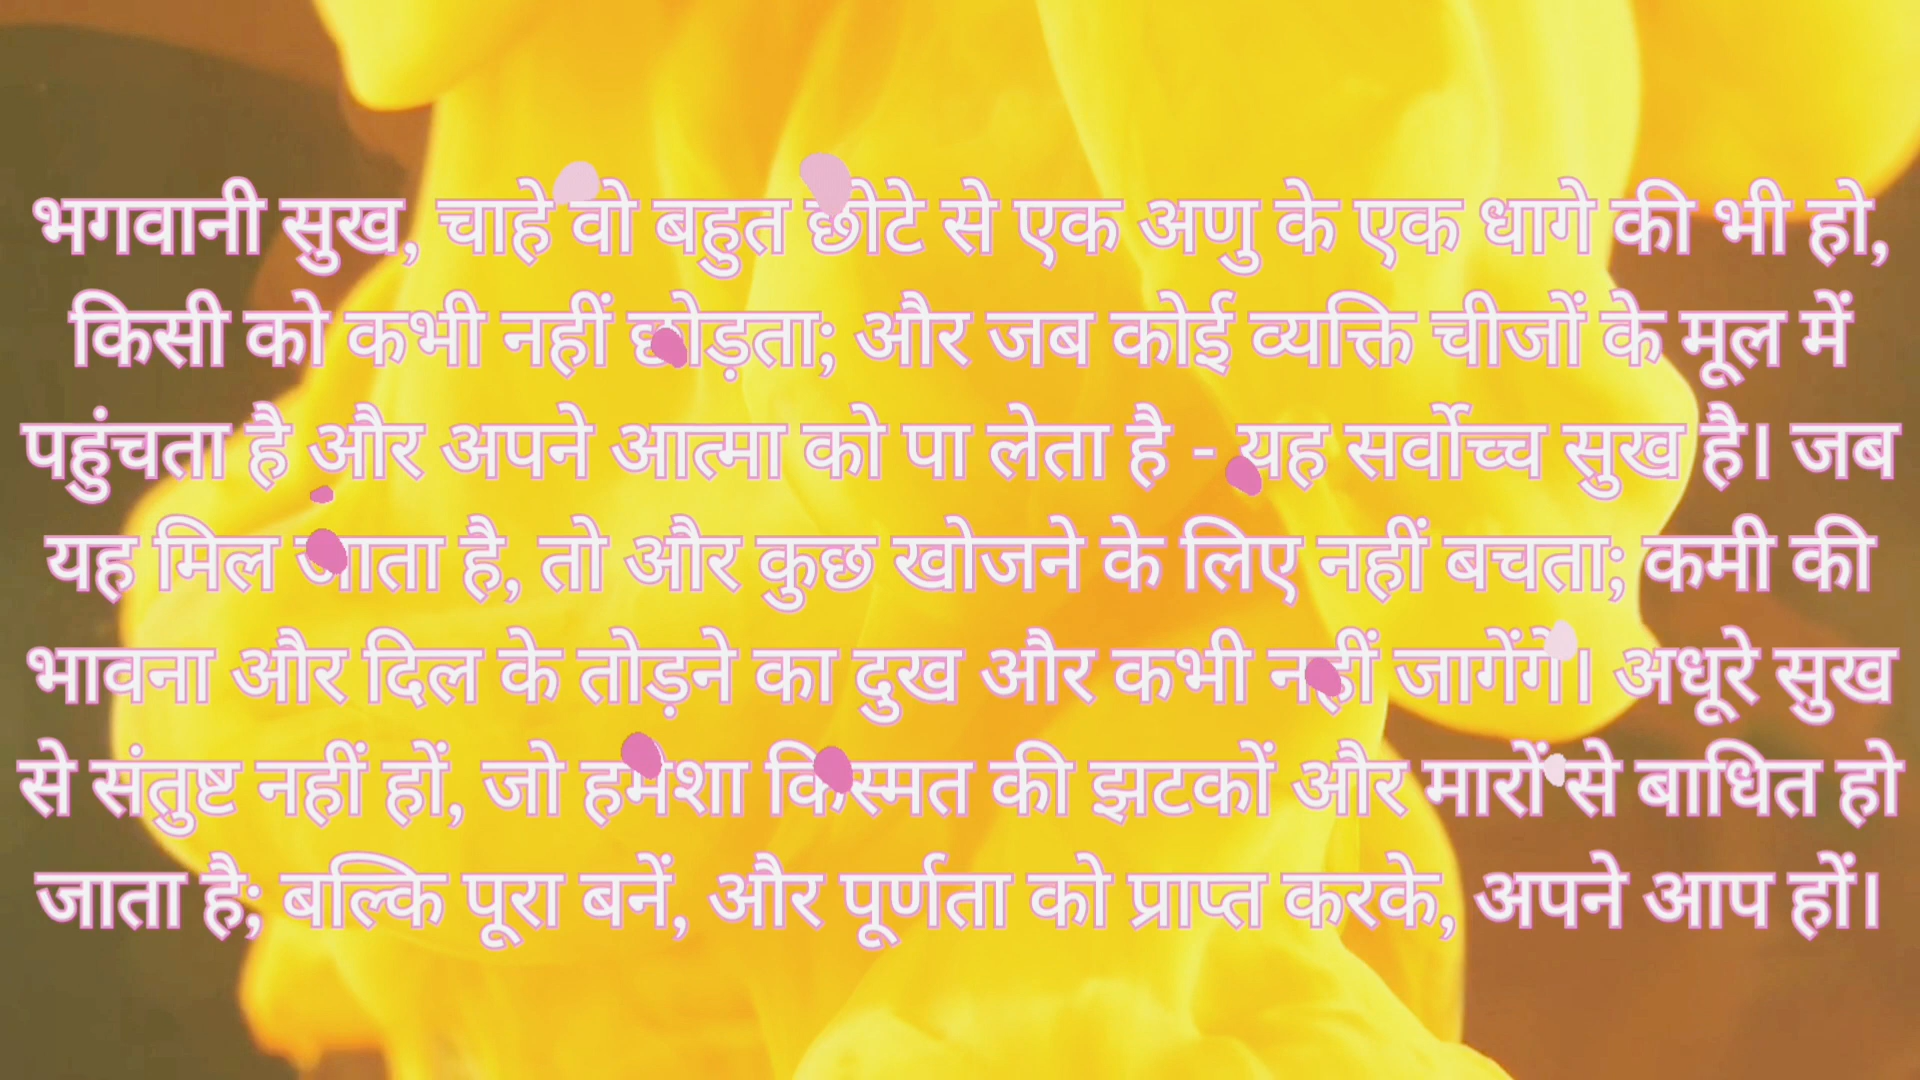 भगवानी सुख, चाहे वो बहुत छोटे से एक अणु के एक धागे की भी हो,
किसी को कभी नहीं छोड़ता; और जब कोई व्यक्ति चीजों के मूल में
पहुंचता है और अपने आत्मा को पा लेता है - यह सर्वोच्च सुख है। जब
यह मिल जाता है, तो और कुछ खोजने के लिए नहीं बचता; कमी की
भावना और दिल के तोड़ने का दुख और कभी नहीं जागेंगे। अधूरे सुख
से संतुष्ट नहीं हों, जो हमेशा किस्मत की झटकों और मारों से बाधित हो
जाता है; बल्कि पूरा बनें, और पूर्णता को प्राप्त करके, अपने आप हों।